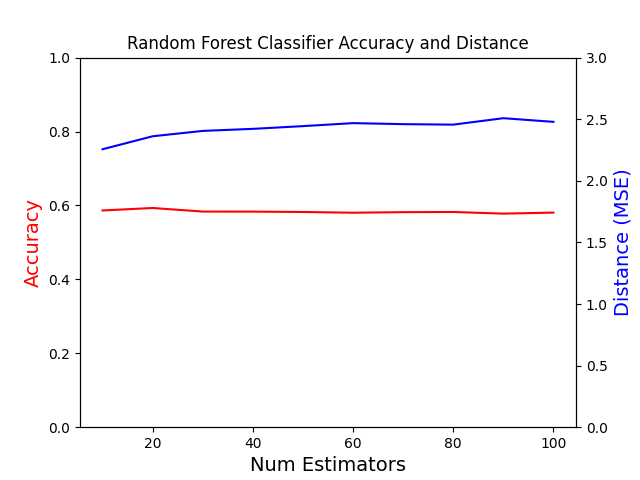 Random Forest Classifier Accuracy and Distance
1.0
0.8
0.6
0.4
0.2
0.0
Accuracy
3.0
2.5
2.0
1.5
1.0
0.5
0.0
Distance (MSE)
20 40 60 80 100
Num Estimators